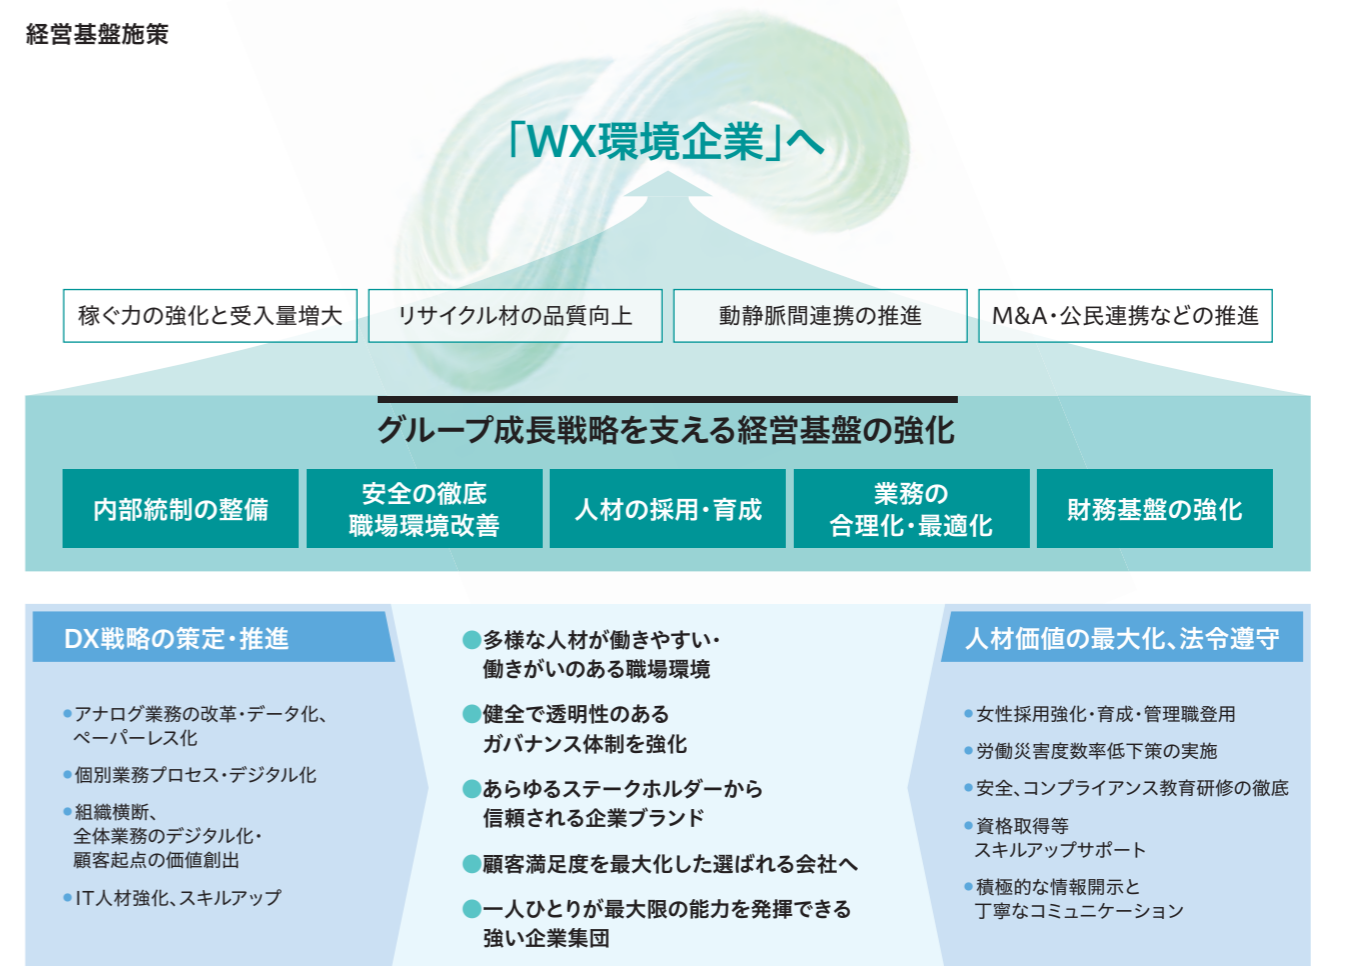 経営基盤施策
「WX環境企業」へ
稼ぐ力の強化と受入量増大
リサイクル材の品質向上
動静脈間連携の推進
M&A・公民連携などの推進
グループ成長戦略を支える経営基盤の強化
内部統制の整備
安全の徹底
職場環境改善
人材の採用・育成
業務の
合理化・最適化
財務基盤の強化
DX戦略の策定・推進
●アナログ業務の改革・データ化、
ペーパーレス化
●個別業務プロセス・デジタル化
●組織横断、
全体業務のデジタル化・
顧客起点の価値創出
●IT人材強化、スキルアップ
●多様な人材が働きやすい・
働きがいのある職場環境
●健全で透明性のある
ガバナンス体制を強化
●あらゆるステークホルダーから
信頼される企業ブランド
●顧客満足度を最大化した選ばれる会社へ
●一人ひとりが最大限の能力を発揮できる
強い企業集団
人材価値の最大化、法令遵守
●女性採用強化・育成・管理職登用
●労働災害度数率低下策の実施
●安全、コンプライアンス教育研修の徹底
●資格取得等
スキルアップサポート
●積極的な情報開示と
丁寧なコミュニケーション